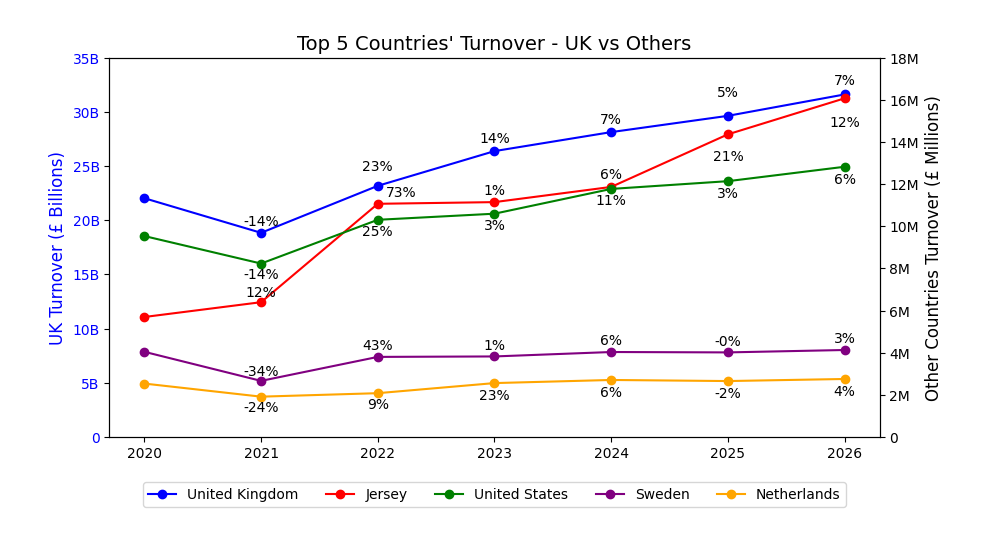 Top 5 Countries' Turnover - UK vs Others
UK Turnover (£ Billions)
35B
30B
25B
20B
15B
10B
5B
0
18M
16M
14M
12M
10M
8M
6M
4M
2M
0
Other Countries Turnover (£ Millions)
-14% 23% 14% 7% 5% 7%
12% 73% 1% 6% 21% 12%
-14% 25% 3% 11% 3% 6%
-34% 43% 1% 6% -0% 3%
-24% 9% 23% 6% -2% 4%
2020 2021 2022 2023 2024 2025 2026
United Kingdom Jersey United States Sweden Netherlands